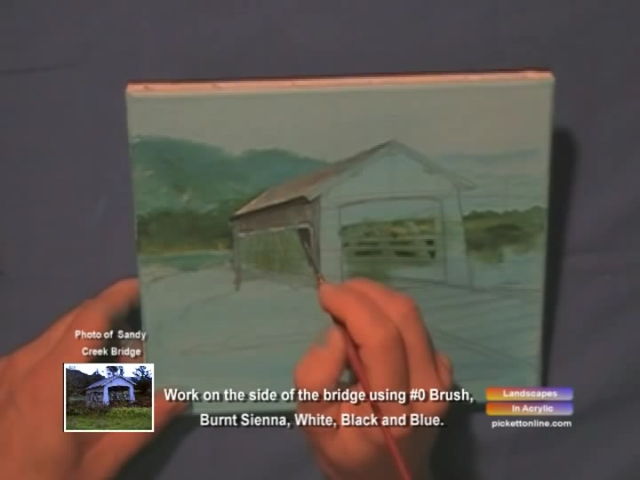 Photo of Sandy
Creek Bridge
Work on the side of the bridge using #0 Brush,
Burnt Sienna, White, Black and Blue.
Landscapes
In Acrylic
pickettonline.com